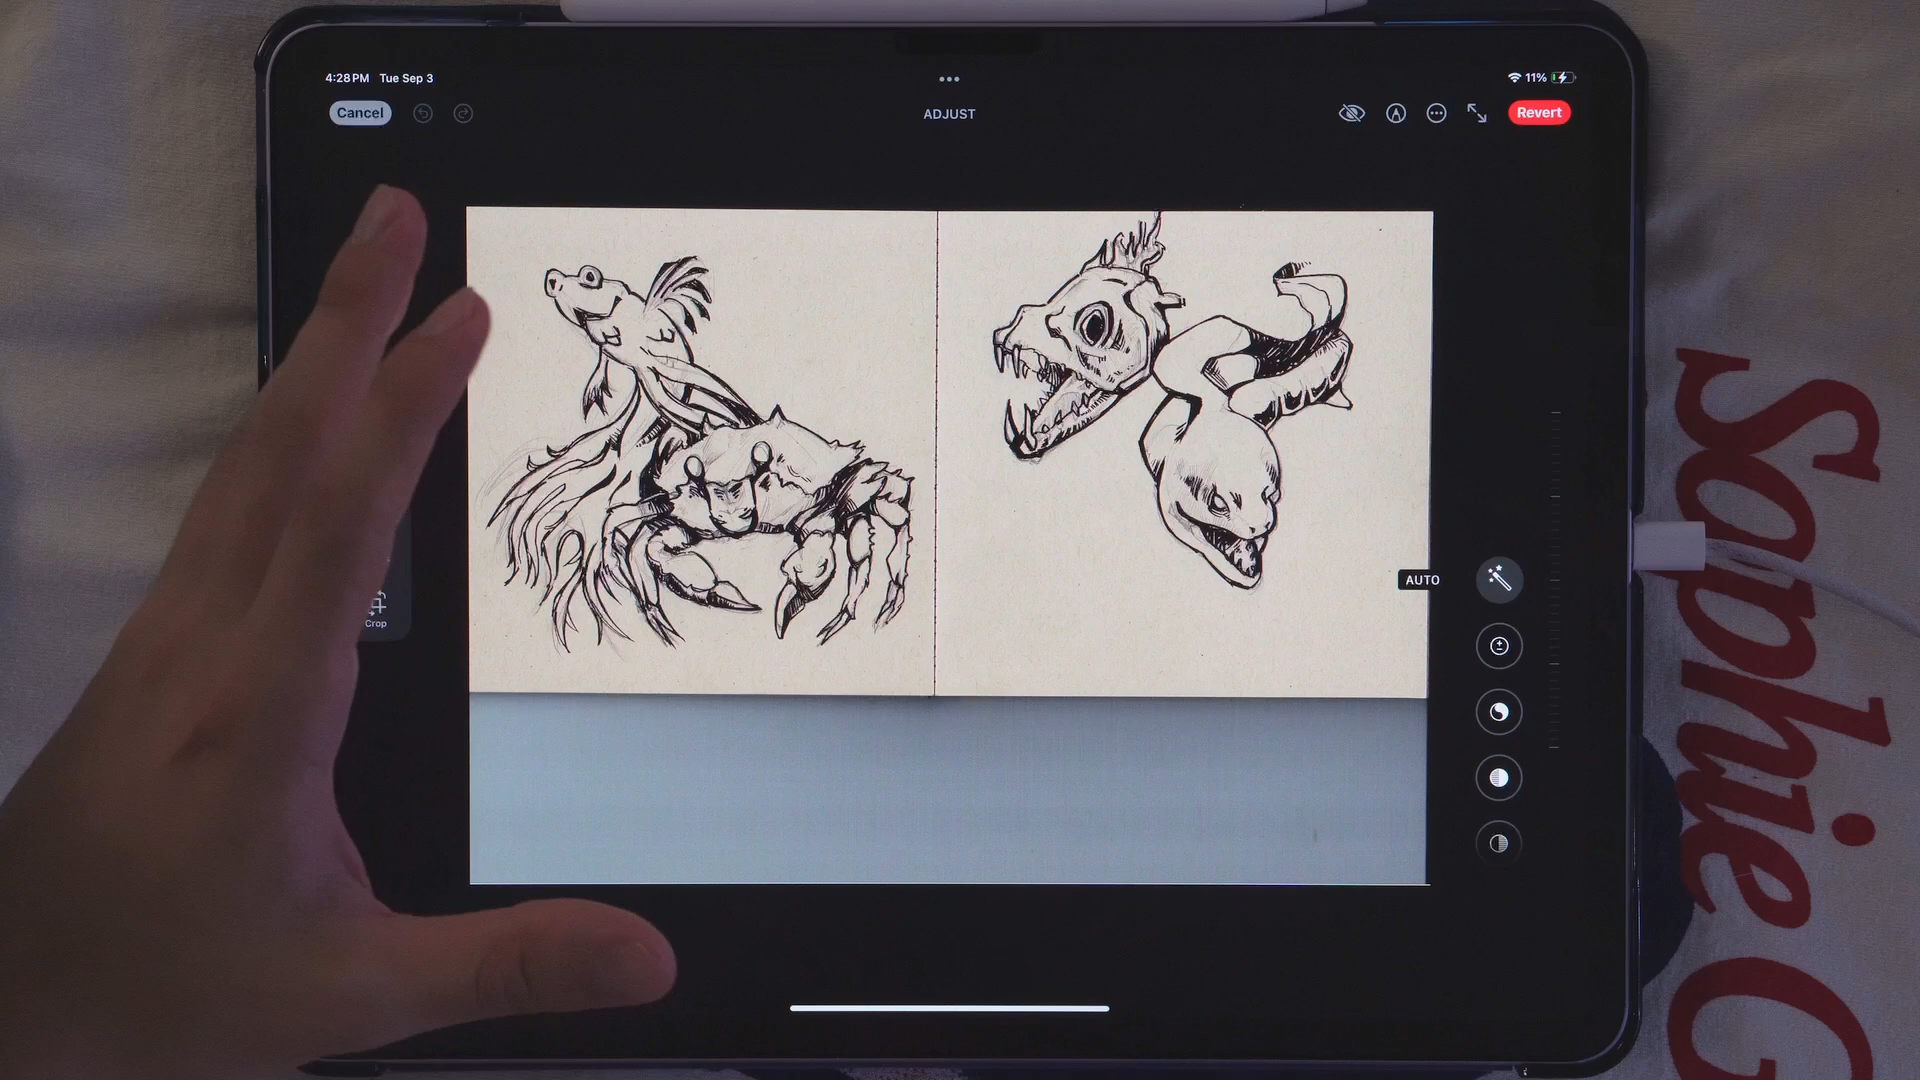 4:28 PM Tue Sep 3
11%
Cancel
ADJUST
Revert
AUTO
Crop
Sophie G